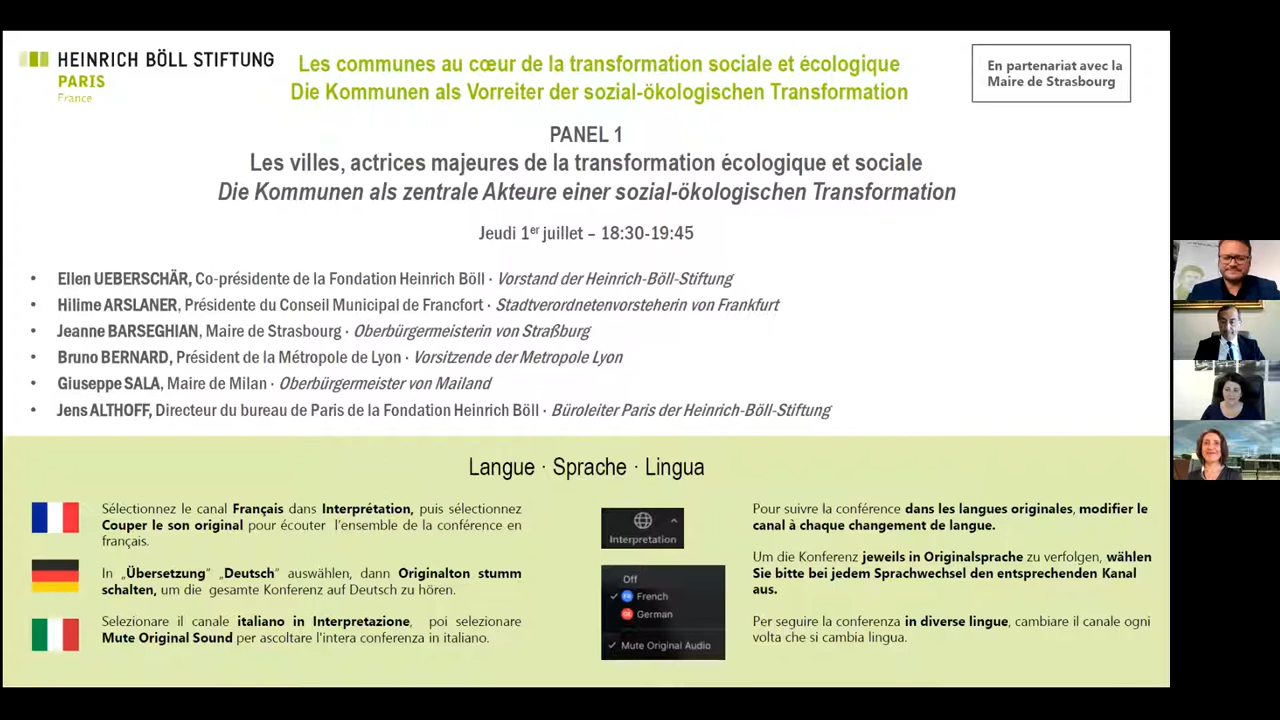 HEINRICH BÖLL STIFTUNG
PARIS
France
Les communes au cœur de la transformation sociale et écologique
Die Kommunen als Vorreiter der sozial-ökologischen Transformation
En partenariat avec la
Maire de Strasbourg
PANEL 1
Les villes, actrices majeures de la transformation écologique et sociale
Die Kommunen als zentrale Akteure einer sozial-ökologischen Transformation
Jeudi 1er juillet – 18:30-19:45
• Ellen UEBERSCHÄR, Co-présidente de la Fondation Heinrich Böll · Vorstand der Heinrich-Böll-Stiftung
• Hilime ARSLANER, Présidente du Conseil Municipal de Francfort · Stadtverordnetenvorsteherin von Frankfurt
• Jeanne BARSEGHIAN, Maire de Strasbourg · Oberbürgermeisterin von Straßburg
• Bruno BERNARD, Président de la Métropole de Lyon · Vorsitzende der Metropole Lyon
• Giuseppe SALA, Maire de Milan · Oberbürgermeister von Mailand
• Jens ALTHOFF, Directeur du bureau de Paris de la Fondation Heinrich Böll · Büroleiter Paris der Heinrich-Böll-Stiftung
Langue · Sprache · Lingua
Sélectionnez le canal Français dans Interprétation, puis sélectionnez
Couper le son original pour écouter l'ensemble de la conférence en
français.
In „Übersetzung" „Deutsch" auswählen, dann Originalton stumm
schalten, um die gesamte Konferenz auf Deutsch zu hören.
Selezionare il canale italiano in Interpretazione, poi selezionare
Mute Original Sound per ascoltare l'intera conferenza in italiano.
Interpretation
Off
French
German
Mute Original Audio
Pour suivre la conférence dans les langues originales, modifier le
canal à chaque changement de langue.
Um die Konferenz jeweils in Originalsprache zu verfolgen, wählen
Sie bitte bei jedem Sprachwechsel den entsprechenden Kanal
aus.
Per seguire la conferenza in diverse lingue, cambiare il canale ogni
volta che si cambia lingua.